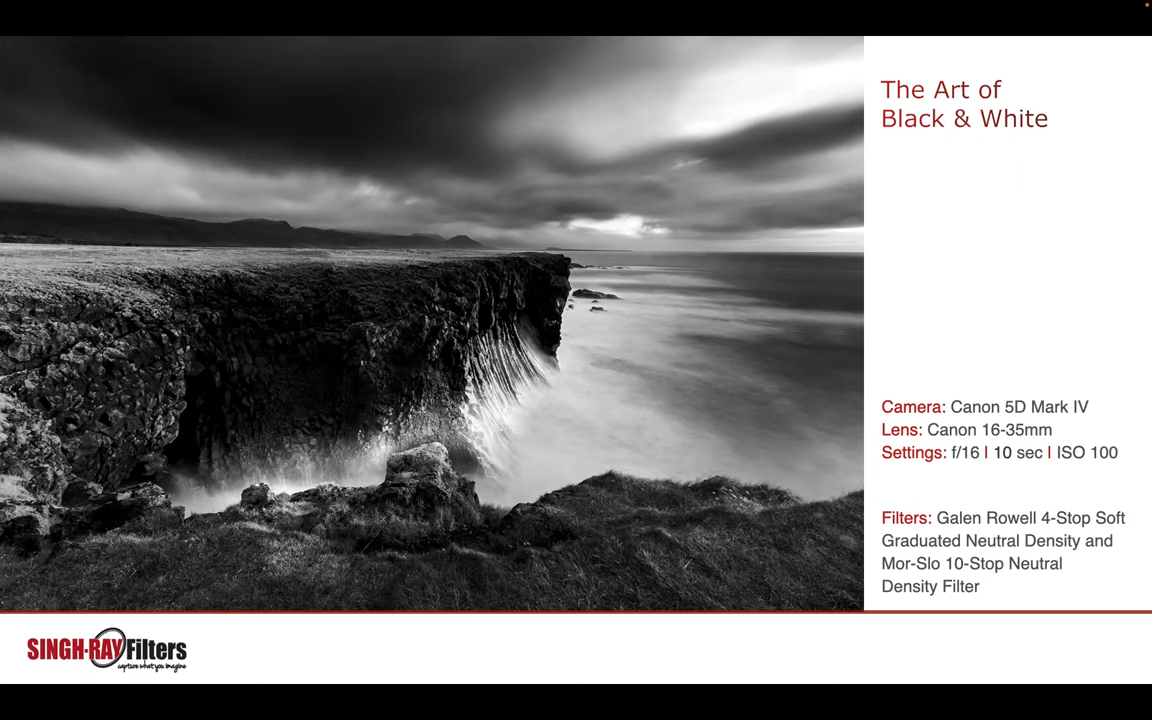 The Art of
Black & White
Camera: Canon 5D Mark IV
Lens: Canon 16-35mm
Settings: f/16 | 10 sec | ISO 100
Filters: Galen Rowell 4-Stop Soft
Graduated Neutral Density and
Mor-Slo 10-Stop Neutral
Density Filter
SINGH-RAY Filters
capture what you imagine